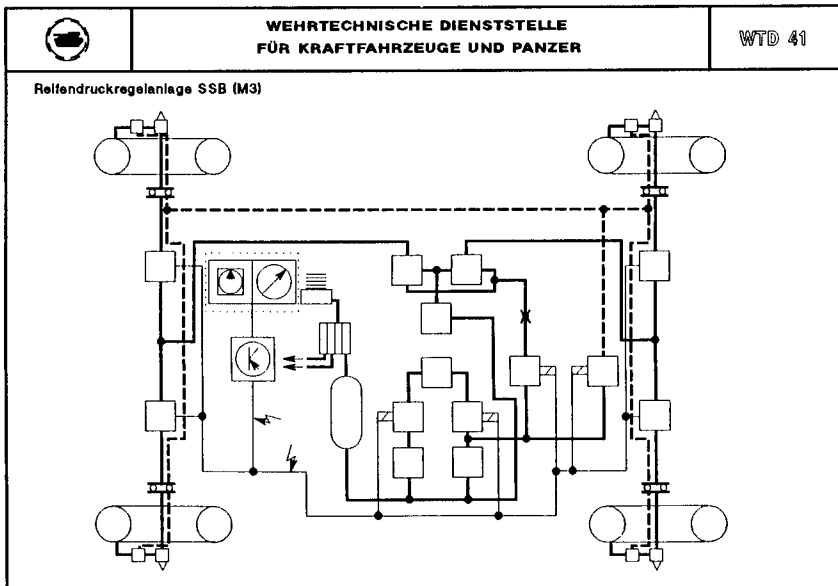 WEHRTECHNISCHE DIENSTSTELLE
FÜR KRAFTFAHRZEUGE UND PANZER
WTD 41
Reifendruckregelanlage SSB (M3)
K